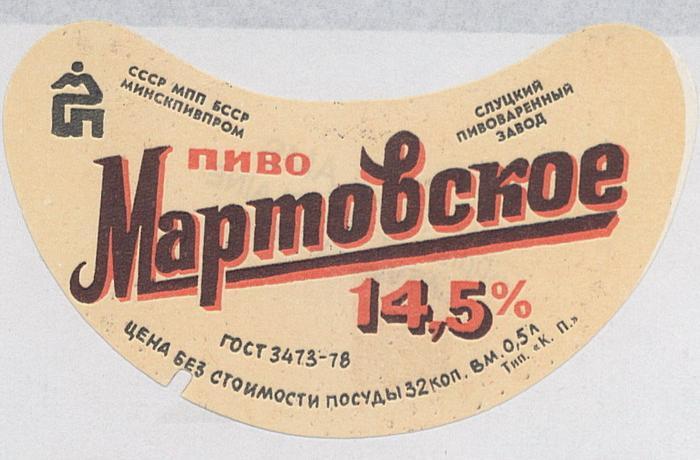 СССР МПП БССР
МИНСКПИВПРОМ
СЛУЦКИЙ
ПИВОВАРЕННЫЙ
ЗАВОД
ПИВО
Мартовское
14,5%
ГОСТ 3473-78
ЦЕНА БЕЗ СТОИМОСТИ ПОСУДЫ 32 КОП. ВМ. 0,5 Л
Тип. «К. П.»